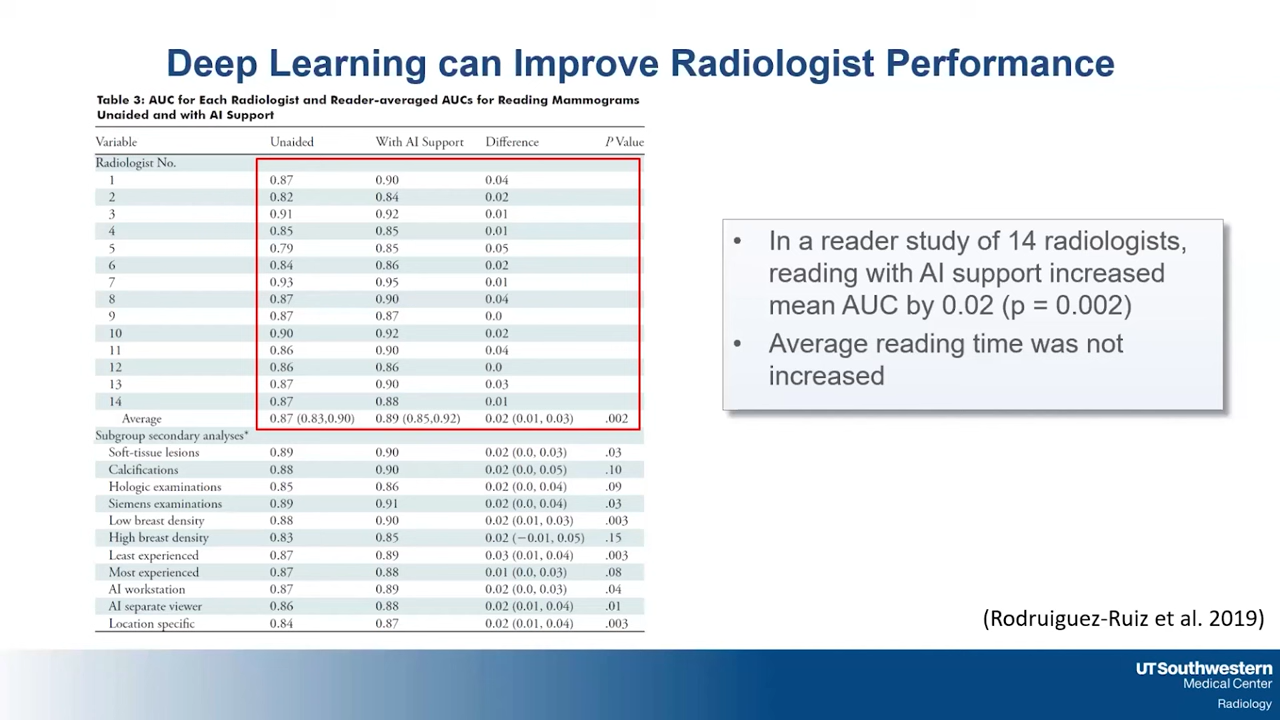 Deep Learning can Improve Radiologist Performance
Table 3: AUC for Each Radiologist and Reader-averaged AUCs for Reading Mammograms
Unaided and with AI Support
Variable Unaided With AI Support Difference P Value
Radiologist No.
1 0.87 0.90 0.04
2 0.82 0.84 0.02
3 0.91 0.92 0.01
4 0.85 0.85 0.01
5 0.79 0.85 0.05
6 0.84 0.86 0.02
7 0.93 0.95 0.01
8 0.87 0.90 0.04
9 0.87 0.87 0.0
10 0.90 0.92 0.02
11 0.86 0.90 0.04
12 0.86 0.86 0.0
13 0.87 0.90 0.03
14 0.87 0.88 0.01
Average 0.87 (0.83,0.90) 0.89 (0.85,0.92) 0.02 (0.01, 0.03) .002
Subgroup secondary analyses*
Soft-tissue lesions 0.89 0.90 0.02 (0.0, 0.03) .03
Calcifications 0.88 0.90 0.02 (0.0, 0.05) .10
Hologic examinations 0.85 0.86 0.02 (0.0, 0.04) .09
Siemens examinations 0.89 0.91 0.02 (0.0, 0.04) .03
Low breast density 0.88 0.90 0.02 (0.01, 0.03) .003
High breast density 0.83 0.85 0.02 (−0.01, 0.05) .15
Least experienced 0.87 0.89 0.03 (0.01, 0.04) .003
Most experienced 0.87 0.88 0.01 (0.0, 0.03) .08
AI workstation 0.87 0.89 0.02 (0.0, 0.03) .04
AI separate viewer 0.86 0.88 0.02 (0.01, 0.04) .01
Location specific 0.84 0.87 0.02 (0.01, 0.04) .003
• In a reader study of 14 radiologists,
reading with AI support increased
mean AUC by 0.02 (p = 0.002)
• Average reading time was not
increased
(Rodruiguez-Ruiz et al. 2019)
UTSouthwestern
Medical Center
Radiology